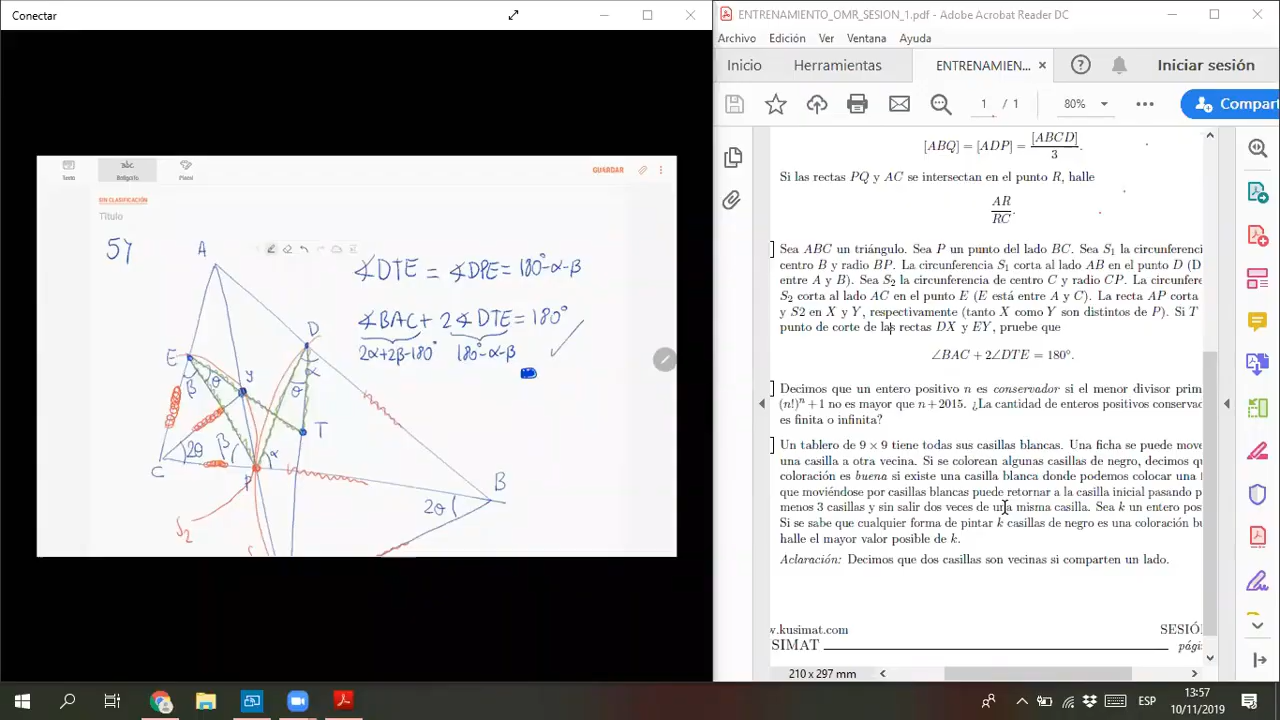 Conectar
Texto
abc
Bolígrafo
Pincel
GUARDAR
SIN CLASIFICACIÓN
Título
A
D
E
α
β
θ
y
θ
T
C
2θ
β
α
P
B
2θ
S₂
∡DTE = ∡DPE = 180°-α-β
∡BAC + 2∡DTE = 180°
2α+2β-180° 180°-α-β
ENTRENAMIENTO_OMR_SESION_1.pdf - Adobe Acrobat Reader DC
Archivo Edición Ver Ventana Ayuda
Inicio Herramientas ENTRENAMIEN... Iniciar sesión
1 / 1 80% Compart
[ABQ] = [ADP] = [ABCD]/3.
Si las rectas PQ y AC se intersectan en el punto R, halle
AR/RC.
Sea ABC un triángulo. Sea P un punto del lado BC. Sea S₁ la circunferenci
centro B y radio BP. La circunferencia S₁ corta al lado AB en el punto D (D
entre A y B). Sea S₂ la circunferencia de centro C y radio CP. La circunfere
S₂ corta al lado AC en el punto E (E está entre A y C). La recta AP corta
y S2 en X y Y, respectivamente (tanto X como Y son distintos de P). Si T
punto de corte de las rectas DX y EY, pruebe que
∠BAC + 2∠DTE = 180°.
Decimos que un entero positivo n es conservador si el menor divisor prim
(n!)ⁿ + 1 no es mayor que n + 2015. ¿La cantidad de enteros positivos conserva
es finita o infinita?
Un tablero de 9 × 9 tiene todas sus casillas blancas. Una ficha se puede move
una casilla a otra vecina. Si se colorean algunas casillas de negro, decimos qu
coloración es buena si existe una casilla blanca donde podemos colocar una
que moviéndose por casillas blancas puede retornar a la casilla inicial pasando p
menos 3 casillas y sin salir dos veces de una misma casilla. Sea k un entero pos
Si se sabe que cualquier forma de pintar k casillas de negro es una coloración bu
halle el mayor valor posible de k.
Aclaración: Decimos que dos casillas son vecinas si comparten un lado.
w.kusimat.com SESIÓ
SIMAT pági
210 x 297 mm
ESP
13:57
10/11/2019